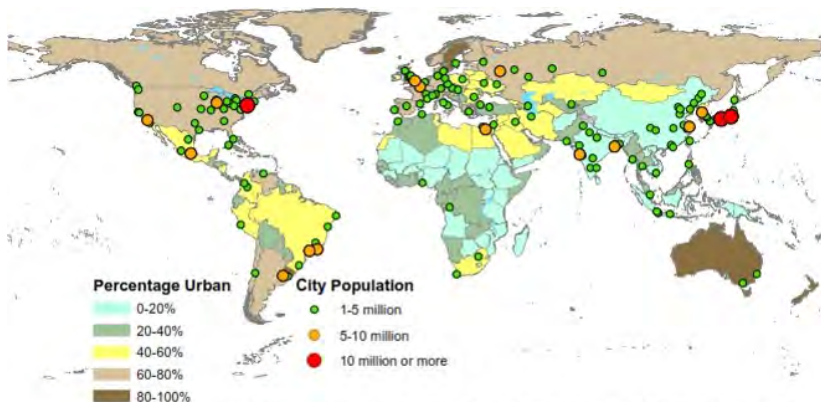 Percentage Urban
0-20%
20-40%
40-60%
60-80%
80-100%
City Population
1-5 million
5-10 million
10 million or more